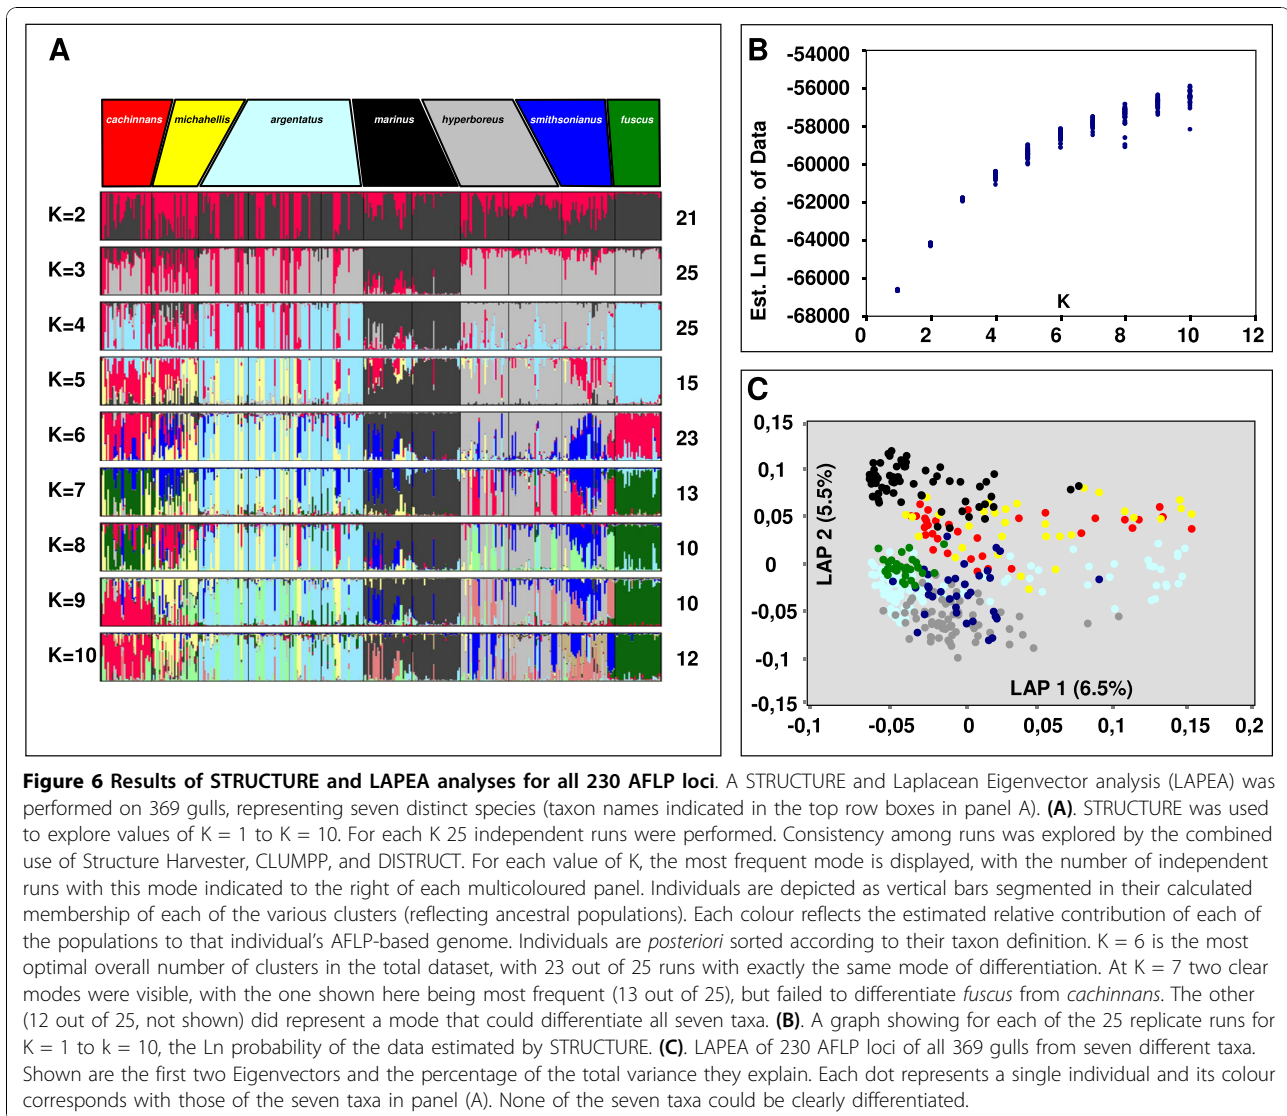 A
cachinnans michahellis argentatus marinus hyperboreus smithsonianus fuscus
K=2 21
K=3 25
K=4 25
K=5 15
K=6 23
K=7 13
K=8 10
K=9 10
K=10 12
B
Est. Ln Prob. of Data
-54000
-56000
-58000
-60000
-62000
-64000
-66000
-68000
K
0 2 4 6 8 10 12
C
0,15
0,1
0,05
0
-0,05
-0,1
-0,15
LAP 2 (5.5%)
LAP 1 (6.5%)
-0,1 -0,05 0 0,05 0,1 0,15 0,2
Figure 6 Results of STRUCTURE and LAPEA analyses for all 230 AFLP loci. A STRUCTURE and Laplacean Eigenvector analysis (LAPEA) was
performed on 369 gulls, representing seven distinct species (taxon names indicated in the top row boxes in panel A). (A). STRUCTURE was used
to explore values of K = 1 to K = 10. For each K 25 independent runs were performed. Consistency among runs was explored by the combined
use of Structure Harvester, CLUMPP, and DISTRUCT. For each value of K, the most frequent mode is displayed, with the number of independent
runs with this mode indicated to the right of each multicoloured panel. Individuals are depicted as vertical bars segmented in their calculated
membership of each of the various clusters (reflecting ancestral populations). Each colour reflects the estimated relative contribution of each of
the populations to that individual's AFLP-based genome. Individuals are posteriori sorted according to their taxon definition. K = 6 is the most
optimal overall number of clusters in the total dataset, with 23 out of 25 runs with exactly the same mode of differentiation. At K = 7 two clear
modes were visible, with the one shown here being most frequent (13 out of 25), but failed to differentiate fuscus from cachinnans. The other
(12 out of 25, not shown) did represent a mode that could differentiate all seven taxa. (B). A graph showing for each of the 25 replicate runs for
K = 1 to k = 10, the Ln probability of the data estimated by STRUCTURE. (C). LAPEA of 230 AFLP loci of all 369 gulls from seven different taxa.
Shown are the first two Eigenvectors and the percentage of the total variance they explain. Each dot represents a single individual and its colour
corresponds with those of the seven taxa in panel (A). None of the seven taxa could be clearly differentiated.